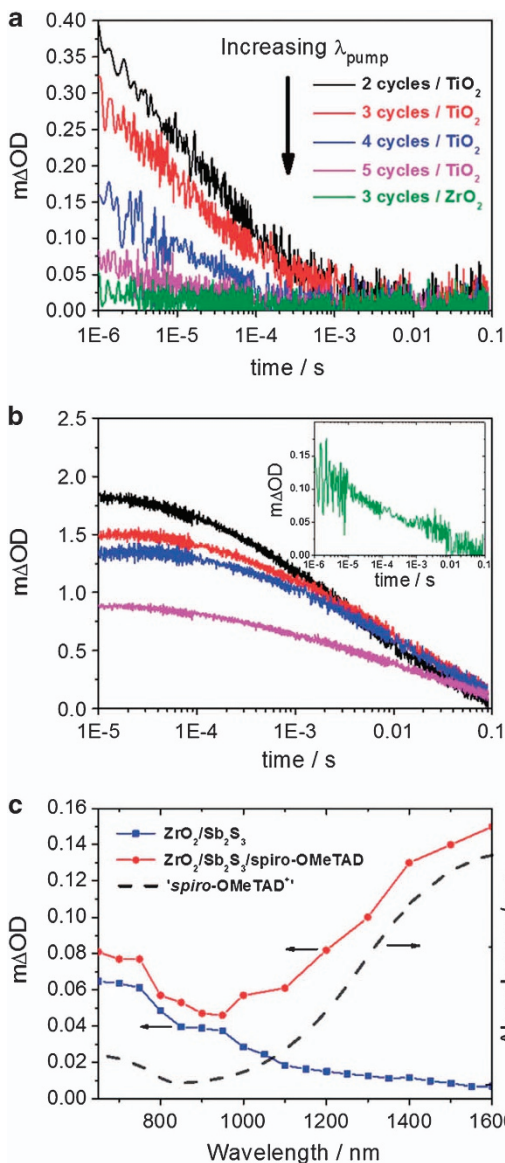 a
0.40
0.35
0.30
0.25
0.20
0.15
0.10
0.05
0.00
mΔOD
Increasing λpump
2 cycles / TiO2
3 cycles / TiO2
4 cycles / TiO2
5 cycles / TiO2
3 cycles / ZrO2
1E-6 1E-5 1E-4 1E-3 0.01 0.1
time / s
b
2.5
2.0
1.5
1.0
0.5
0.0
mΔOD
0.15
0.10
0.05
0.00
mΔOD
1E-6 1E-5 1E-4 1E-3 0.01 0.1
time / s
1E-5 1E-4 1E-3 0.01 0.1
time / s
c
0.16
0.14
0.12
0.10
0.08
0.06
0.04
0.02
0.00
mΔOD
ZrO2/Sb2S3
ZrO2/Sb2S3/spiro-OMeTAD
'spiro-OMeTAD+'
800 1000 1200 1400 1600
Wavelength / nm